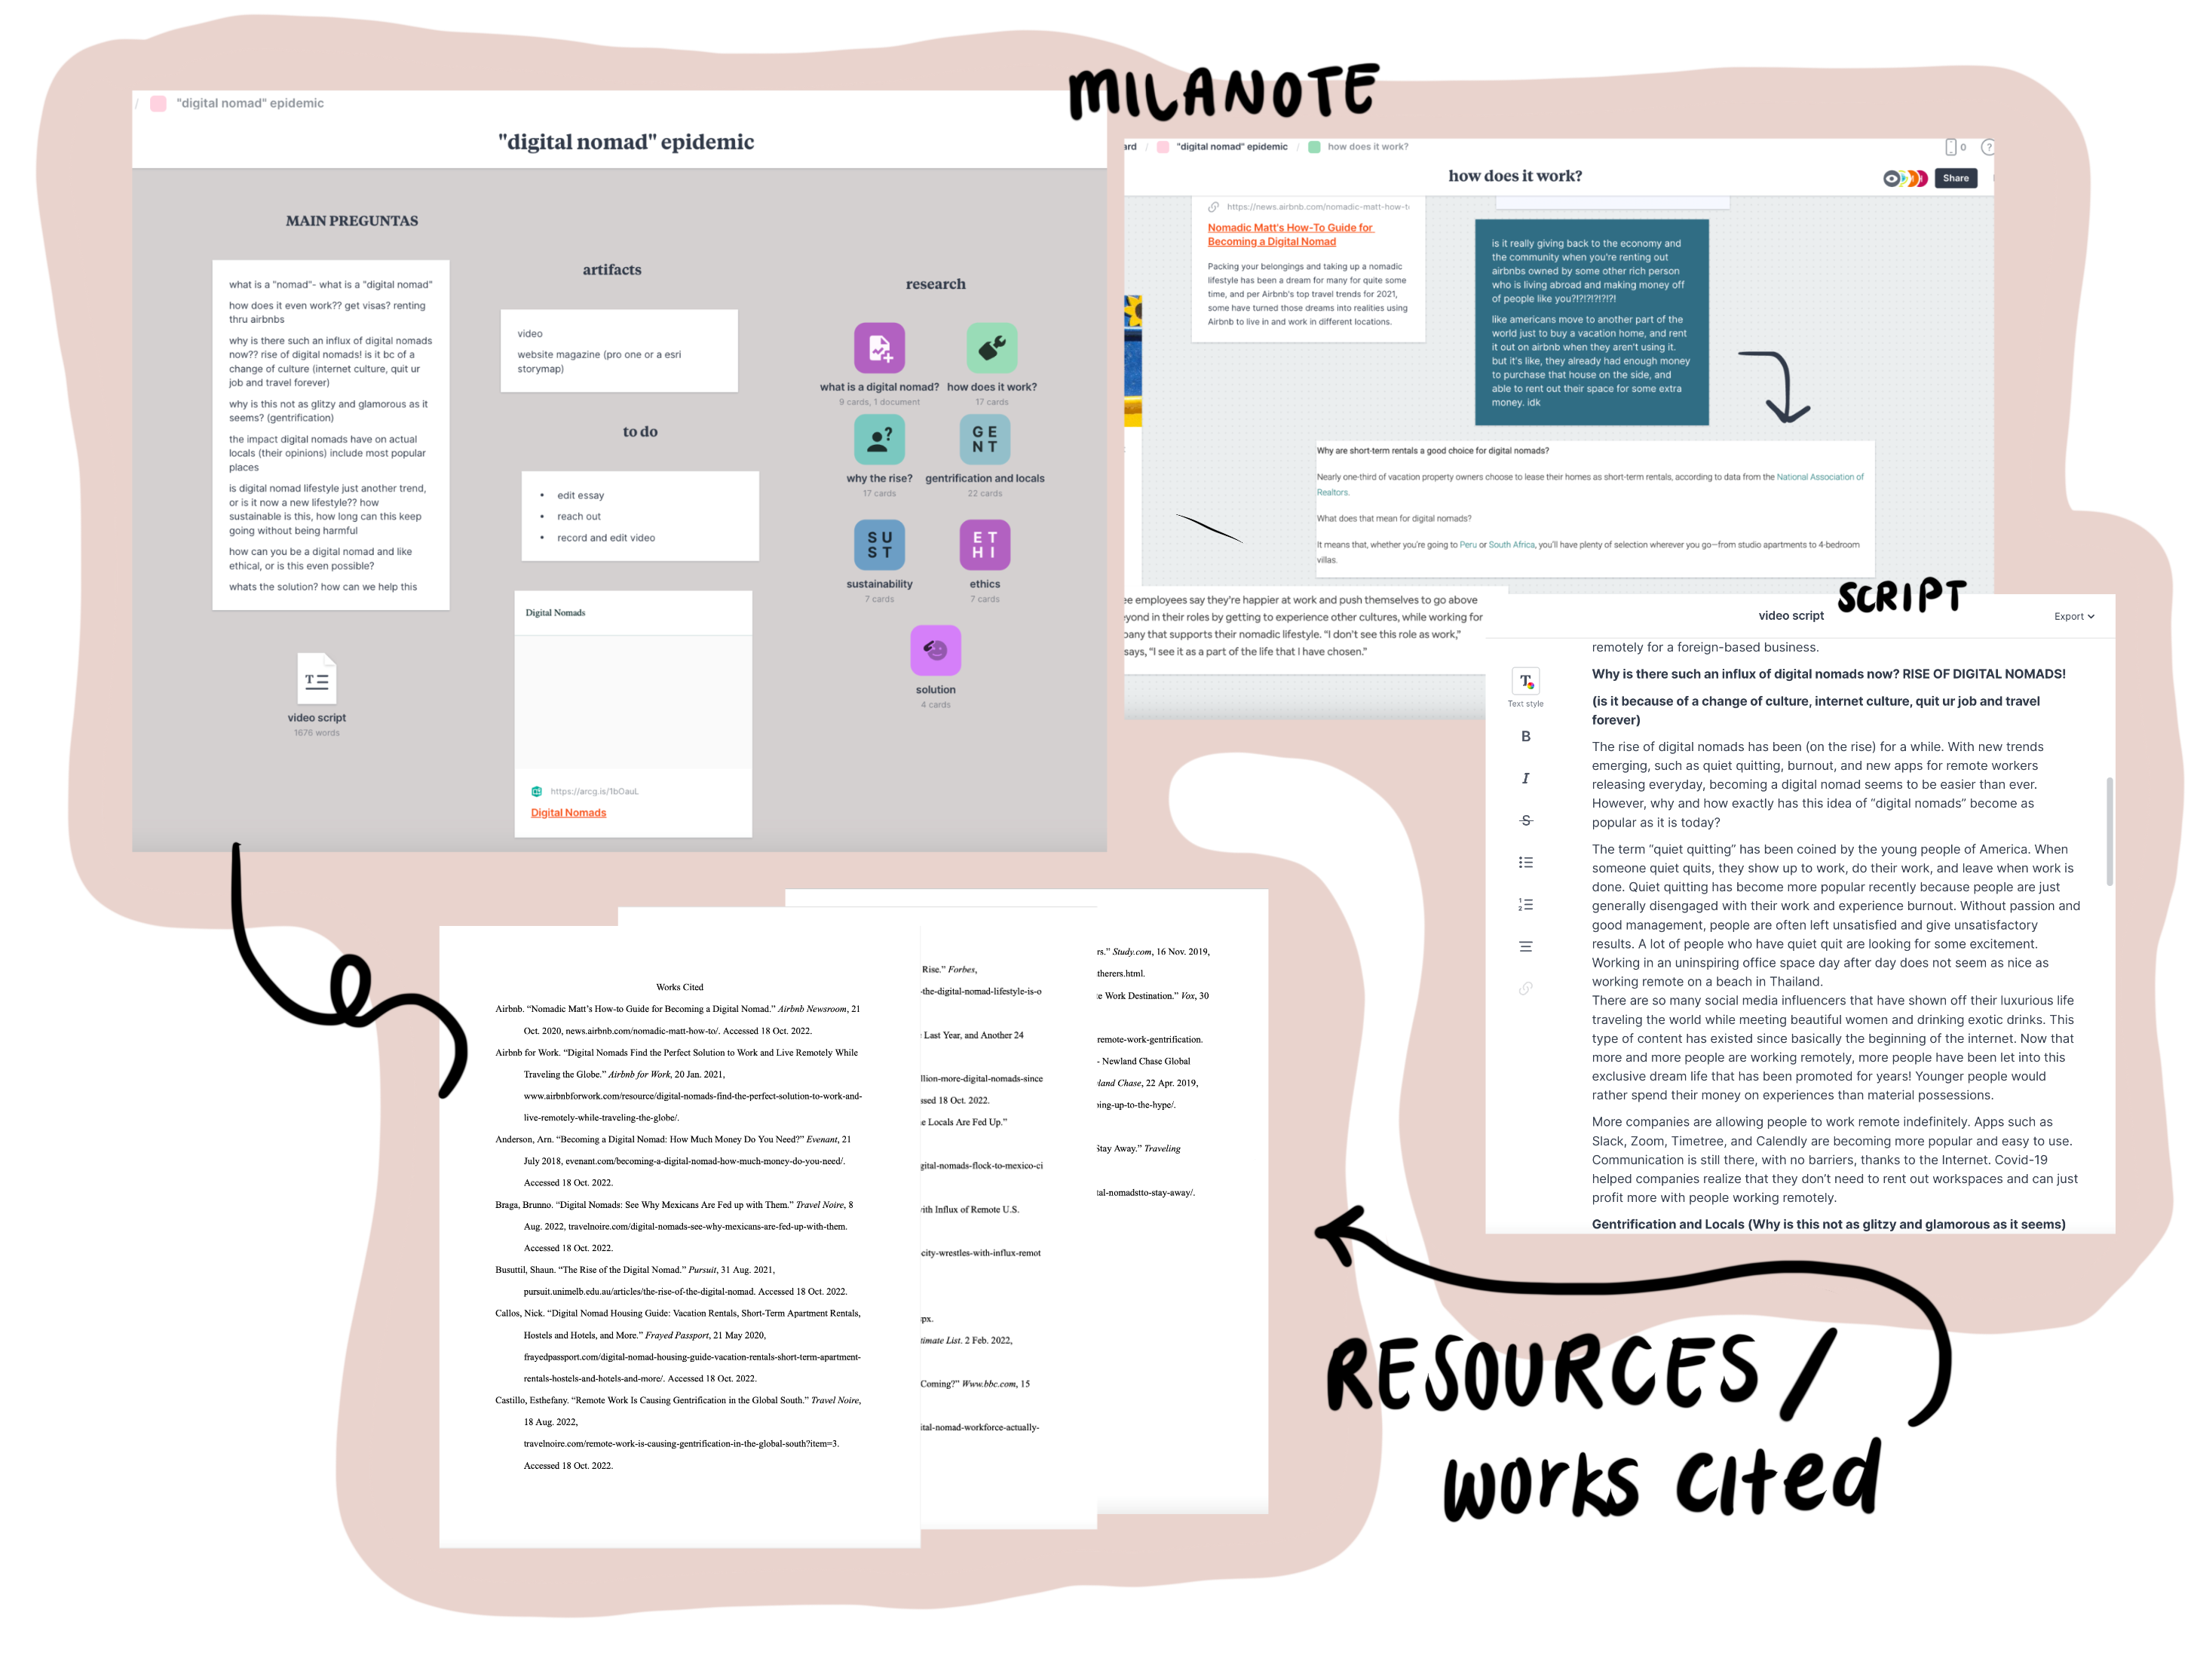 MILANOTE
/ "digital nomad" epidemic
"digital nomad" epidemic
MAIN PREGUNTAS
what is a "nomad"- what is a "digital nomad"
how does it even work?? get visas? renting
thru airbnbs
why is there such an influx of digital nomads
now?? rise of digital nomads! is it bc of a
change of culture (internet culture, quit ur
job and travel forever)
why is this not as glitzy and glamorous as it
seems? (gentrification)
the impact digital nomads have on actual
locals (their opinions) include most popular
places
is digital nomad lifestyle just another trend,
or is it now a new lifestyle?? how
sustainable is this, how long can this keep
going without being harmful
how can you be a digital nomad and like
ethical, or is this even possible?
whats the solution? how can we help this
video script
1676 words
artifacts
video
website magazine (pro one or a esri
storymap)
to do
• edit essay
• reach out
• record and edit video
Digital Nomads
https://arcg.is/1bOauL
Digital Nomads
research
what is a digital nomad?
9 cards, 1 document
how does it work?
17 cards
why the rise?
17 cards
GE
NT
gentrification and locals
22 cards
SU
ST
sustainability
7 cards
ET
HI
ethics
7 cards
solution
4 cards
ard / "digital nomad" epidemic / how does it work?
0 ?
how does it work?
Share
https://news.airbnb.com/nomadic-matt-how-t
Nomadic Matt's How-To Guide for
Becoming a Digital Nomad
Packing your belongings and taking up a nomadic
lifestyle has been a dream for many for quite some
time, and per Airbnb's top travel trends for 2021,
some have turned those dreams into realities using
Airbnb to live in and work in different locations.
is it really giving back to the economy and
the community when you're renting out
airbnbs owned by some other rich person
who is living abroad and making money off
of people like you?!?!?!?!?!?!
like americans move to another part of the
world just to buy a vacation home, and rent
it out on airbnb when they aren't using it.
but it's like, they already had enough money
to purchase that house on the side, and
able to rent out their space for some extra
money. idk
Why are short-term rentals a good choice for digital nomads?
Nearly one-third of vacation property owners choose to lease their homes as short-term rentals, according to data from the National Association of
Realtors.
What does that mean for digital nomads?
It means that, whether you're going to Peru or South Africa, you'll have plenty of selection wherever you go—from studio apartments to 4-bedroom
villas.
ee employees say they're happier at work and push themselves to go above
eyond in their roles by getting to experience other cultures, while working for
pany that supports their nomadic lifestyle. "I don't see this role as work,"
says, "I see it as a part of the life that I have chosen."
SCRIPT
video script
Export
Text style
B
I
S
remotely for a foreign-based business.
Why is there such an influx of digital nomads now? RISE OF DIGITAL NOMADS!
(is it because of a change of culture, internet culture, quit ur job and travel
forever)
The rise of digital nomads has been (on the rise) for a while. With new trends
emerging, such as quiet quitting, burnout, and new apps for remote workers
releasing everyday, becoming a digital nomad seems to be easier than ever.
However, why and how exactly has this idea of "digital nomads" become as
popular as it is today?
The term "quiet quitting" has been coined by the young people of America. When
someone quiet quits, they show up to work, do their work, and leave when work is
done. Quiet quitting has become more popular recently because people are just
generally disengaged with their work and experience burnout. Without passion and
good management, people are often left unsatisfied and give unsatisfactory
results. A lot of people who have quiet quit are looking for some excitement.
Working in an uninspiring office space day after day does not seem as nice as
working remote on a beach in Thailand.
There are so many social media influencers that have shown off their luxurious life
traveling the world while meeting beautiful women and drinking exotic drinks. This
type of content has existed since basically the beginning of the internet. Now that
more and more people are working remotely, more people have been let into this
exclusive dream life that has been promoted for years! Younger people would
rather spend their money on experiences than material possessions.
More companies are allowing people to work remote indefinitely. Apps such as
Slack, Zoom, Timetree, and Calendly are becoming more popular and easy to use.
Communication is still there, with no barriers, thanks to the Internet. Covid-19
helped companies realize that they don't need to rent out workspaces and can just
profit more with people working remotely.
Gentrification and Locals (Why is this not as glitzy and glamorous as it seems)
Works Cited
Airbnb. "Nomadic Matt's How-to Guide for Becoming a Digital Nomad." Airbnb Newsroom, 21
Oct. 2020, news.airbnb.com/nomadic-matt-how-to/. Accessed 18 Oct. 2022.
Airbnb for Work. "Digital Nomads Find the Perfect Solution to Work and Live Remotely While
Traveling the Globe." Airbnb for Work, 20 Jan. 2021,
www.airbnbforwork.com/resource/digital-nomads-find-the-perfect-solution-to-work-and-
live-remotely-while-traveling-the-globe/.
Anderson, Arn. "Becoming a Digital Nomad: How Much Money Do You Need?" Evenant, 21
July 2018, evenant.com/becoming-a-digital-nomad-how-much-money-do-you-need/.
Accessed 18 Oct. 2022.
Braga, Brunno. "Digital Nomads: See Why Mexicans Are Fed up with Them." Travel Noire, 8
Aug. 2022, travelnoire.com/digital-nomads-see-why-mexicans-are-fed-up-with-them.
Accessed 18 Oct. 2022.
Busuttil, Shaun. "The Rise of the Digital Nomad." Pursuit, 31 Aug. 2021,
pursuit.unimelb.edu.au/articles/the-rise-of-the-digital-nomad. Accessed 18 Oct. 2022.
Callos, Nick. "Digital Nomad Housing Guide: Vacation Rentals, Short-Term Apartment Rentals,
Hostels and Hotels, and More." Frayed Passport, 21 May 2020,
frayedpassport.com/digital-nomad-housing-guide-vacation-rentals-short-term-apartment-
rentals-hostels-and-hotels-and-more/. Accessed 18 Oct. 2022.
Castillo, Esthefany. "Remote Work Is Causing Gentrification in the Global South." Travel Noire,
18 Aug. 2022,
travelnoire.com/remote-work-is-causing-gentrification-in-the-global-south?item=3.
Accessed 18 Oct. 2022.
Rise." Forbes,
-the-digital-nomad-lifestyle-is-o
Last Year, and Another 24
llion-more-digital-nomads-since
ssed 18 Oct. 2022.
e Locals Are Fed Up."
gital-nomads-flock-to-mexico-ci
ith Influx of Remote U.S.
city-wrestles-with-influx-remot
px.
timate List. 2 Feb. 2022,
Coming?" Www.bbc.com, 15
ital-nomad-workforce-actually-
rs." Study.com, 16 Nov. 2019,
therers.html.
e Work Destination." Vox, 30
remote-work-gentrification.
- Newland Chase Global
land Chase, 22 Apr. 2019,
ing-up-to-the-hype/.
Stay Away." Traveling
tal-nomadstto-stay-away/.
RESOURCES/
works cited